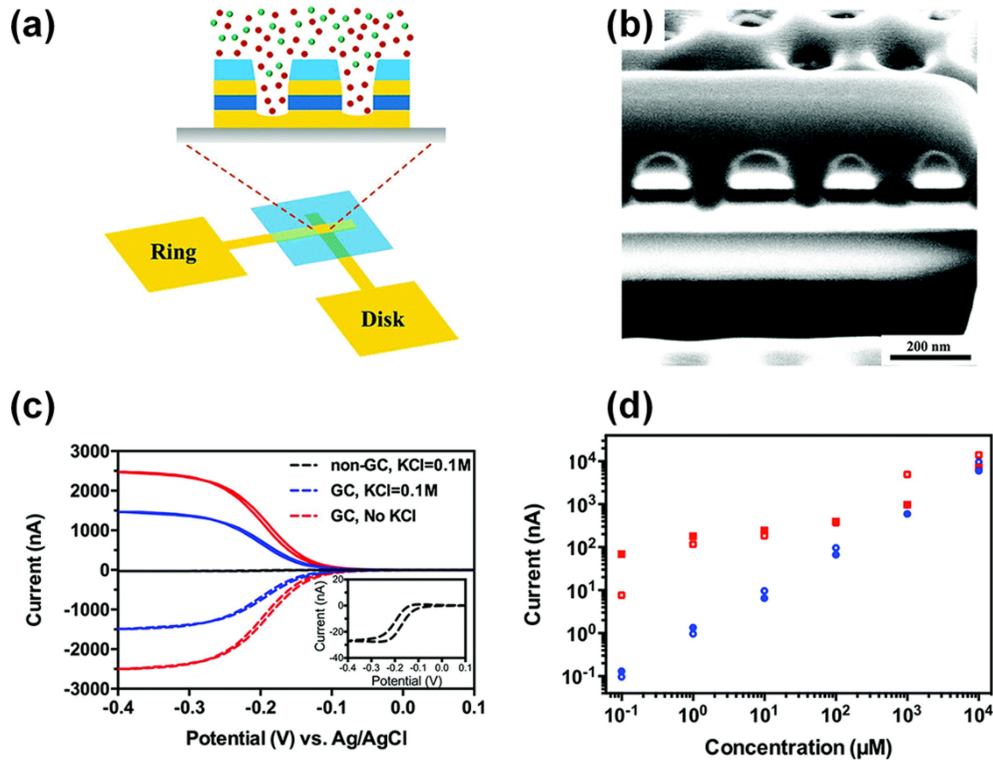 (a)
Ring
Disk
(b)
200 nm
(c)
3000
2000
1000
0
-1000
-2000
-3000
Current (nA)
-0.4
-0.3
-0.2
-0.1
0.0
0.1
Potential (V) vs. Ag/AgCl
non-GC, KCl=0.1M
GC, KCl=0.1M
GC, No KCl
20
0
-20
-40
Current (nA)
-0.4
-0.3
-0.2
-0.1
0.0
0.1
Potential (V)
(d)
10⁴
10³
10²
10¹
10⁰
10⁻¹
Current (nA)
10⁻¹
10⁰
10¹
10²
10³
10⁴
Concentration (µM)